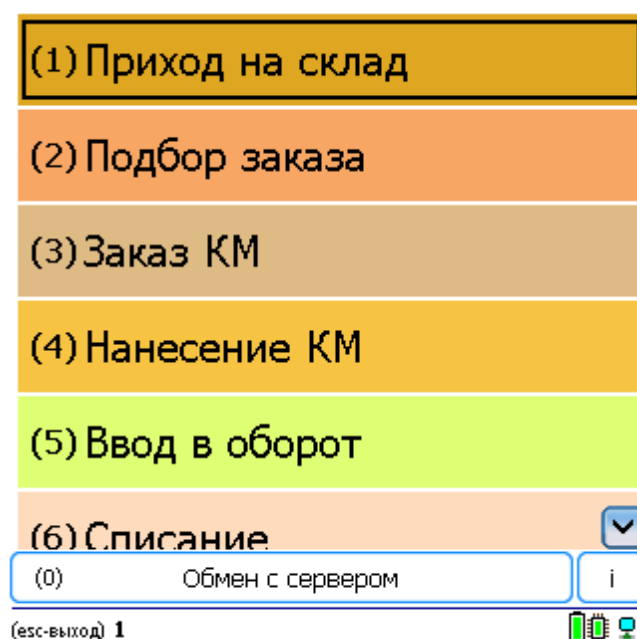 (1) Приход на склад
(2) Подбор заказа
(3) Заказ КМ
(4) Нанесение КМ
(5) Ввод в оборот
(6) Списание
(0) Обмен с сервером i
(esc-выход) 1